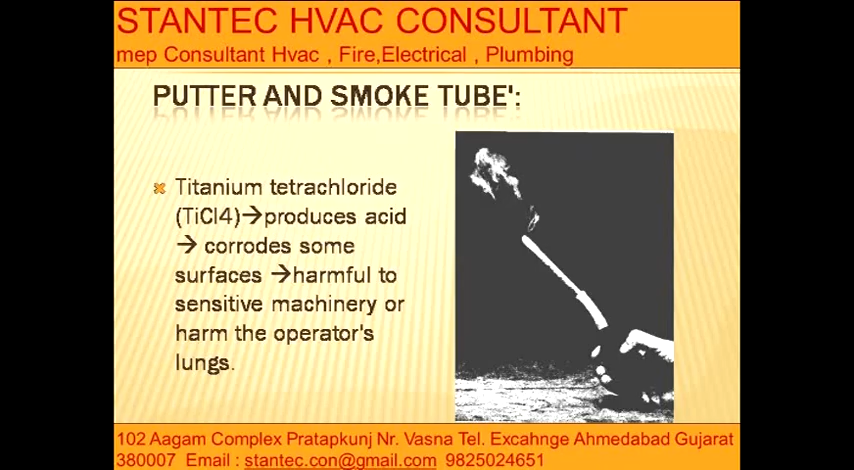 STANTEC HVAC CONSULTANT
mep Consultant Hvac , Fire,Electrical , Plumbing
PUTTER AND SMOKE TUBE':
Titanium tetrachloride
(TiCl4)→produces acid
→ corrodes some
surfaces →harmful to
sensitive machinery or
harm the operator's
lungs.
102 Aagam Complex Pratapkunj Nr. Vasna Tel. Excahnge Ahmedabad Gujarat
380007 Email : stantec.con@gmail.com 9825024651